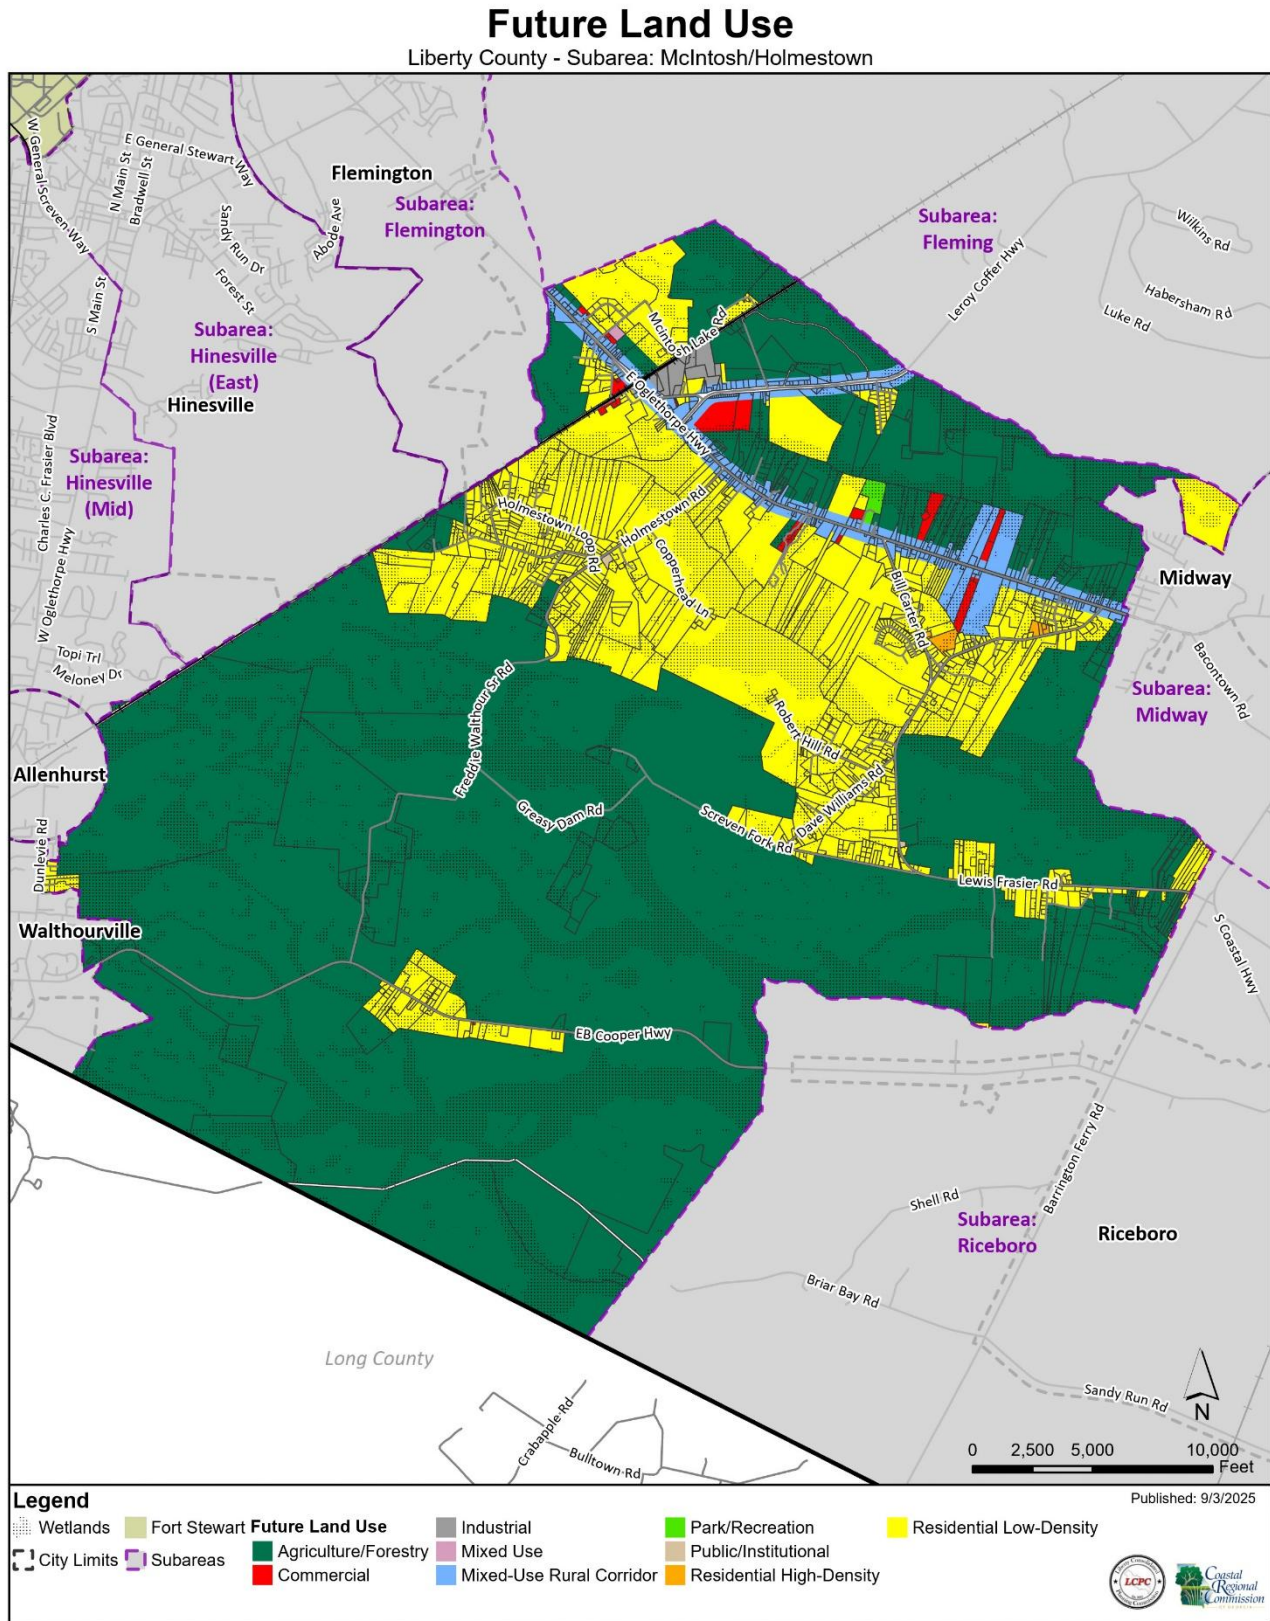 Future Land Use
Liberty County - Subarea: McIntosh/Holmestown
W General Screven Way
E General Stewart Way
N Main St
Bradwell St
Sandy Run Dr
Abode Ave
Forest St
S Main St
Flemington
Subarea:
Flemington
Subarea:
Fleming
Leroy Coffer Hwy
Wilkins Rd
Habersham Rd
Luke Rd
Subarea:
Hinesville
(East)
Hinesville
McIntosh Lake Rd
E Oglethorpe Hwy
Charles C. Frasier Blvd
Subarea:
Hinesville
(Mid)
W Oglethorpe Hwy
Holmestown Loop Rd
Holmestown Rd
Copperhead Ln
Bill Carter Rd
Midway
Bacontown Rd
Subarea:
Midway
Topi Trl
Meloney Dr
Freddie Walthour Sr Rd
Robert Hill Rd
Allenhurst
Greasy Dam Rd
Screven Fork Rd
Dave Williams Rd
Dunlevie Rd
Lewis Frasier Rd
Walthourville
S Coastal Hwy
EB Cooper Hwy
Barrington Ferry Rd
Shell Rd
Subarea:
Riceboro
Riceboro
Briar Bay Rd
Long County
Sandy Run Rd
Crabapple Rd
Bulltown Rd
N
0 2,500 5,000 10,000
Feet
Legend
Published: 9/3/2025
Wetlands
Fort Stewart
City Limits
Subareas
Future Land Use
Agriculture/Forestry
Commercial
Industrial
Mixed Use
Mixed-Use Rural Corridor
Park/Recreation
Public/Institutional
Residential High-Density
Residential Low-Density
LCPC
Coastal
Regional
Commission